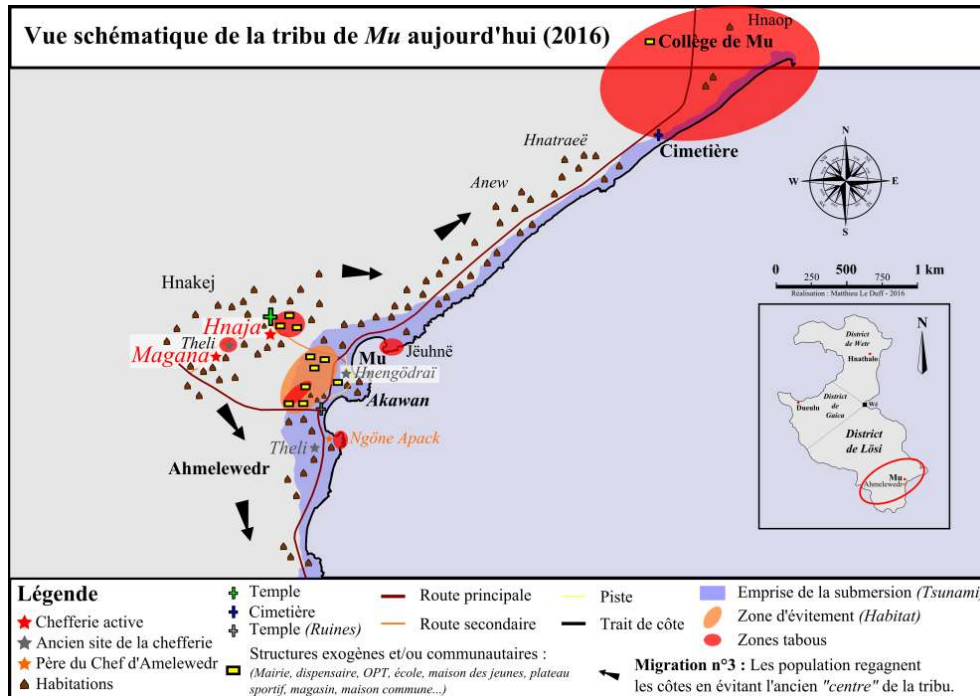 Vue schématique de la tribu de Mu aujourd'hui (2016)
Hnaop
Collège de Mu
Cimetière
Hnatraeë
Anew
Hnakej
Hnaja
Theli
Magana
Mu
Jëuhnë
Hnengödraï
Akawan
Ngöne Apack
Theli
Ahmelewedr
N
W E
S
0 500 1 km
250 750
Réalisation : Matthieu Le Duff - 2016
N
District
de Wetr
Hnathalo
Dueulu
District
de
Gaica
Wé
District
de Lösi
Mu
Ahmelewedr
Légende
Chefferie active
Ancien site de la chefferie
Père du Chef d'Amelewedr
Habitations
Temple
Cimetière
Temple (Ruines)
Route principale
Route secondaire
Piste
Trait de côte
Structures exogènes et/ou communautaires :
(Mairie, dispensaire, OPT, école, maison des jeunes, plateau
sportif, magasin, maison commune...)
Emprise de la submersion (Tsunami)
Zone d'évitement (Habitat)
Zones tabous
Migration n°3 : Les population regagnent
les côtes en évitant l'ancien "centre" de la tribu.